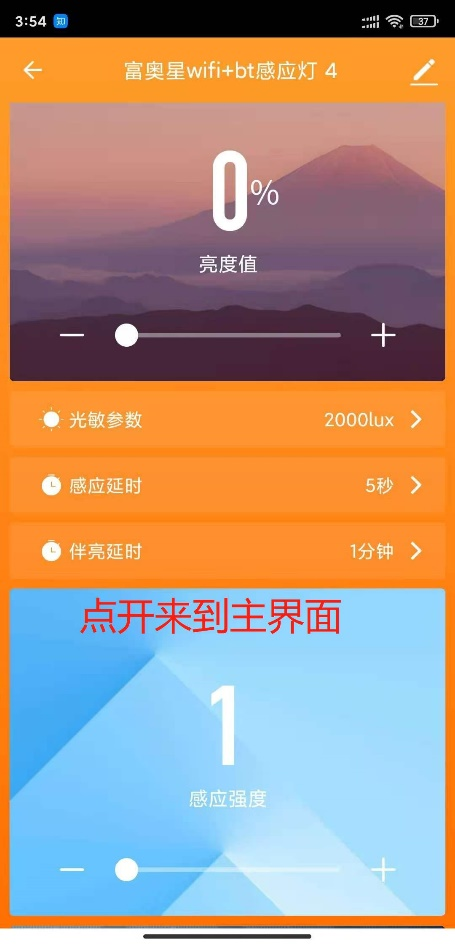 3:54
知
37
富奥星wifi+bt感应灯 4
0%
亮度值
光敏参数 2000lux
感应延时 5秒
伴亮延时 1分钟
点开来到主界面
1
感应强度